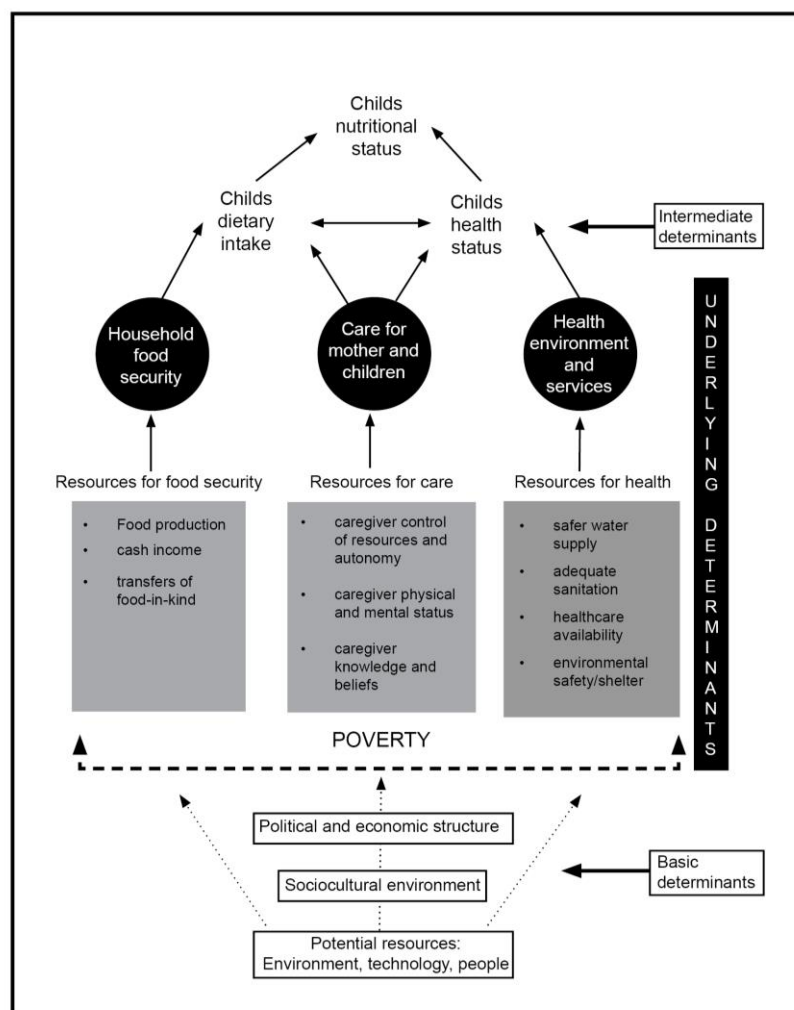 Childs
nutritional
status
Childs
dietary
intake
Childs
health
status
Intermediate
determinants
Household
food
security
Care for
mother and
children
Health
environment
and
services
UNDERLYING DETERMINANTS
Resources for food security
Resources for care
Resources for health
• Food production
• cash income
• transfers of
food-in-kind
• caregiver control
of resources and
autonomy
• caregiver physical
and mental status
• caregiver
knowledge and
beliefs
• safer water
supply
• adequate
sanitation
• healthcare
availability
• environmental
safety/shelter
POVERTY
Political and economic structure
Sociocultural environment
Basic
determinants
Potential resources:
Environment, technology, people